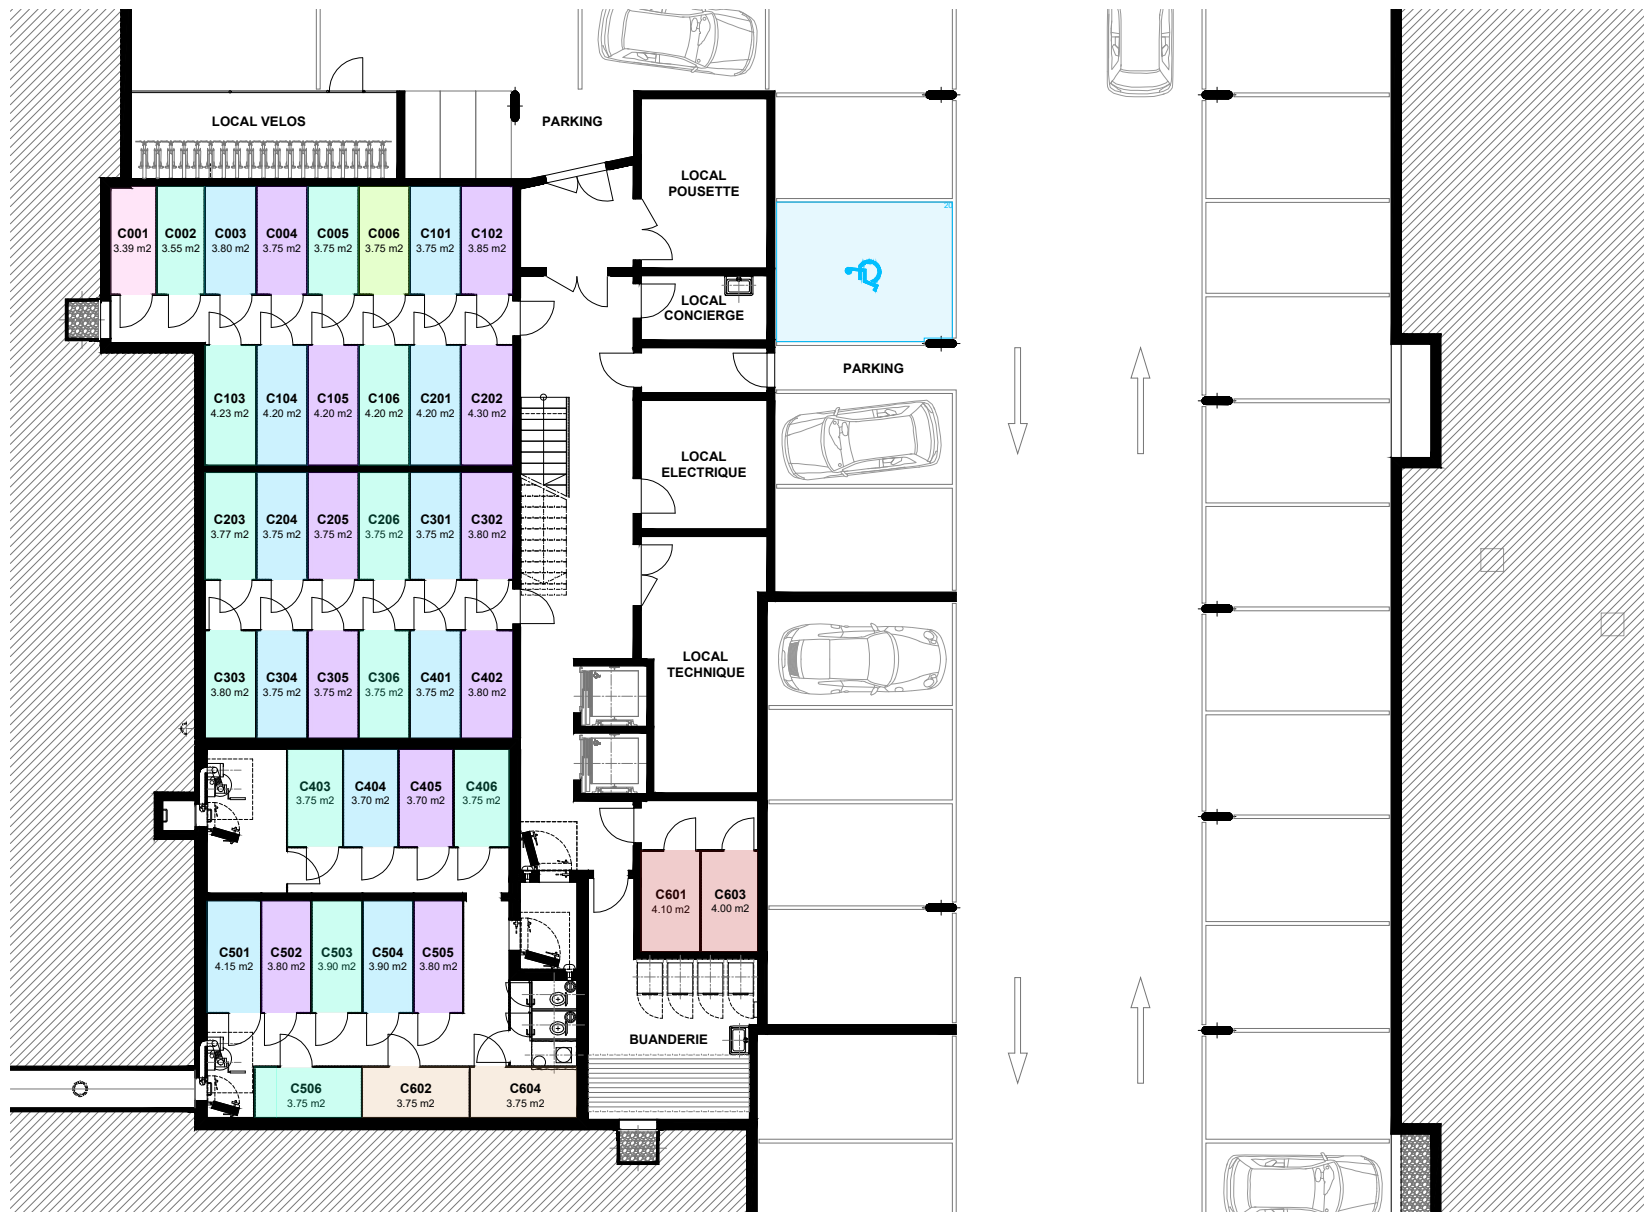 LOCAL VELOS
PARKING
LOCAL
POUSETTE
C001
3.39 m2
C002
3.55 m2
C003
3.80 m2
C004
3.75 m2
C005
3.75 m2
C006
3.75 m2
C101
3.75 m2
C102
3.85 m2
LOCAL
CONCIERGE
PARKING
C103
4.23 m2
C104
4.20 m2
C105
4.20 m2
C106
4.20 m2
C201
4.20 m2
C202
4.30 m2
LOCAL
ELECTRIQUE
C203
3.77 m2
C204
3.75 m2
C205
3.75 m2
C206
3.75 m2
C301
3.75 m2
C302
3.80 m2
C303
3.80 m2
C304
3.75 m2
C305
3.75 m2
C306
3.75 m2
C401
3.75 m2
C402
3.80 m2
LOCAL
TECHNIQUE
C403
3.75 m2
C404
3.70 m2
C405
3.70 m2
C406
3.75 m2
C601
4.10 m2
C603
4.00 m2
C501
4.15 m2
C502
3.80 m2
C503
3.90 m2
C504
3.90 m2
C505
3.80 m2
BUANDERIE
C506
3.75 m2
C602
3.75 m2
C604
3.75 m2